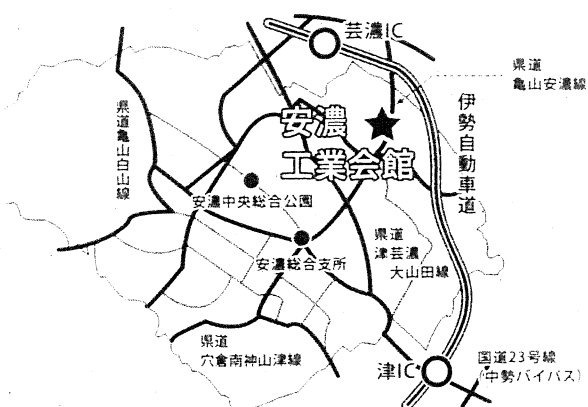 芸濃IC
県道
亀山安濃線
伊勢自動車道
安濃
工業会館
県道亀山白山線
安濃中央総合公園
県道
津芸濃
大山田線
安濃総合支所
県道
穴倉南神山津線
津IC
国道23号線
(中勢バイパス)